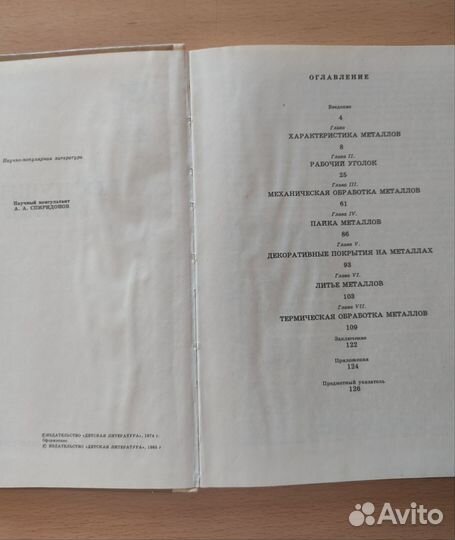 Научно-популярная литература
Научный консультант
А. А. СПИРИДОНОВ
©ИЗДАТЕЛЬСТВО «ДЕТСКАЯ ЛИТЕРАТУРА», 1974 г.
Оформление.
© ИЗДАТЕЛЬСТВО «ДЕТСКАЯ ЛИТЕРАТУРА», г
ОГЛАВЛЕНИЕ
Введение
4
Глава
ХАРАКТЕРИСТИКА МЕТАЛЛОВ
8
Глава II.
РАБОЧИЙ УГОЛОК
25
Глава III.
МЕХАНИЧЕСКАЯ ОБРАБОТКА МЕТАЛЛОВ
61
Глава IV.
ПАЙКА МЕТАЛЛОВ
86
Глава V.
ДЕКОРАТИВНЫЕ ПОКРЫТИЯ НА МЕТАЛЛАХ
93
Глава VI.
ЛИТЬЕ МЕТАЛЛОВ
103
Глава VII.
ТЕРМИЧЕСКАЯ ОБРАБОТКА МЕТАЛЛОВ
109
Заключение
122
Приложения
124
Предметный указатель
126
Avito